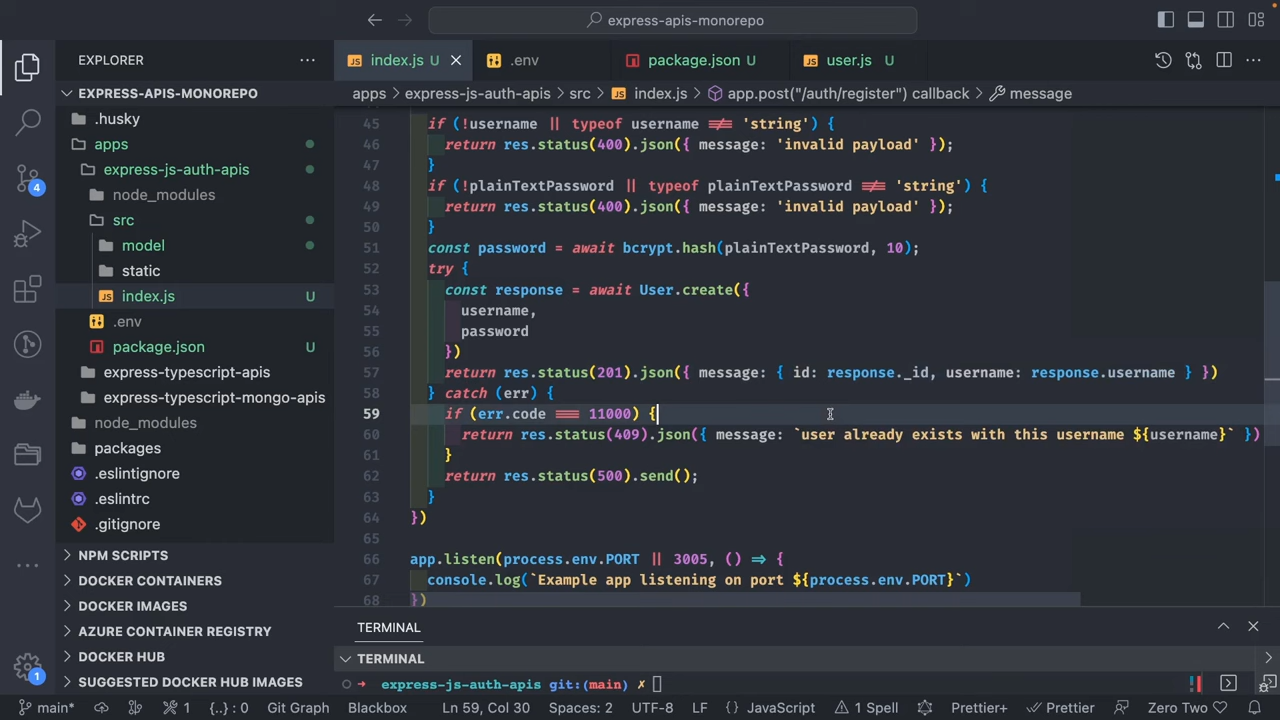 express-apis-monorepo
EXPLORER
index.js U
.env
package.json U
user.js U
apps > express-js-auth-apis > src > index.js > app.post("/auth/register") callback > message
EXPRESS-APIS-MONOREPO
.husky
apps
express-js-auth-apis
node_modules
src
model
static
index.js U
.env
package.json U
express-typescript-apis
express-typescript-mongo-apis
node_modules
packages
.eslintignore
.eslintrc
.gitignore
NPM SCRIPTS
DOCKER CONTAINERS
DOCKER IMAGES
AZURE CONTAINER REGISTRY
DOCKER HUB
SUGGESTED DOCKER HUB IMAGES
4
1
45 if (!username || typeof username !== 'string') {
46 return res.status(400).json({ message: 'invalid payload' });
47 }
48 if (!plainTextPassword || typeof plainTextPassword !== 'string') {
49 return res.status(400).json({ message: 'invalid payload' });
50 }
51 const password = await bcrypt.hash(plainTextPassword, 10);
52 try {
53 const response = await User.create({
54 username,
55 password
56 })
57 return res.status(201).json({ message: { id: response._id, username: response.username } })
58 } catch (err) {
59 if (err.code === 11000) {
60 return res.status(409).json({ message: `user already exists with this username ${username}` })
61 }
62 return res.status(500).send();
63 }
64 })
65
66 app.listen(process.env.PORT || 3005, () => {
67 console.log(`Example app listening on port ${process.env.PORT}`)
68 })
TERMINAL
TERMINAL
express-js-auth-apis git:(main) ✗
main*
1
{..} : 0
Git Graph
Blackbox
Ln 59, Col 30
Spaces: 2
UTF-8
LF
{} JavaScript
1 Spell
Prettier+
Prettier
Zero Two